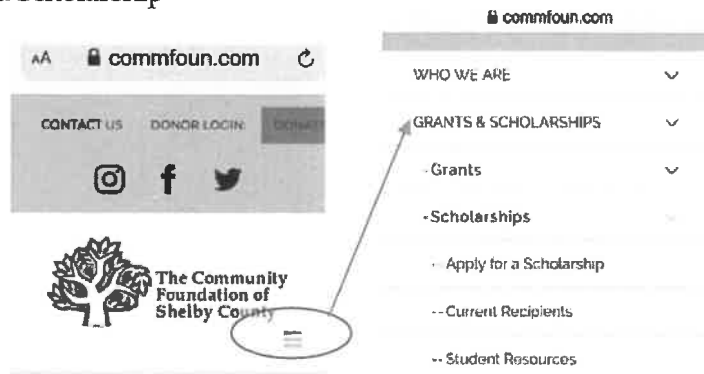 commfoun.com
AA commfoun.com
CONTACT US DONOR LOGIN
The Community
Foundation of
Shelby County
WHO WE ARE
GRANTS & SCHOLARSHIPS
-Grants
-Scholarships
-- Apply for a Scholarship
-- Current Recipients
-- Student Resources